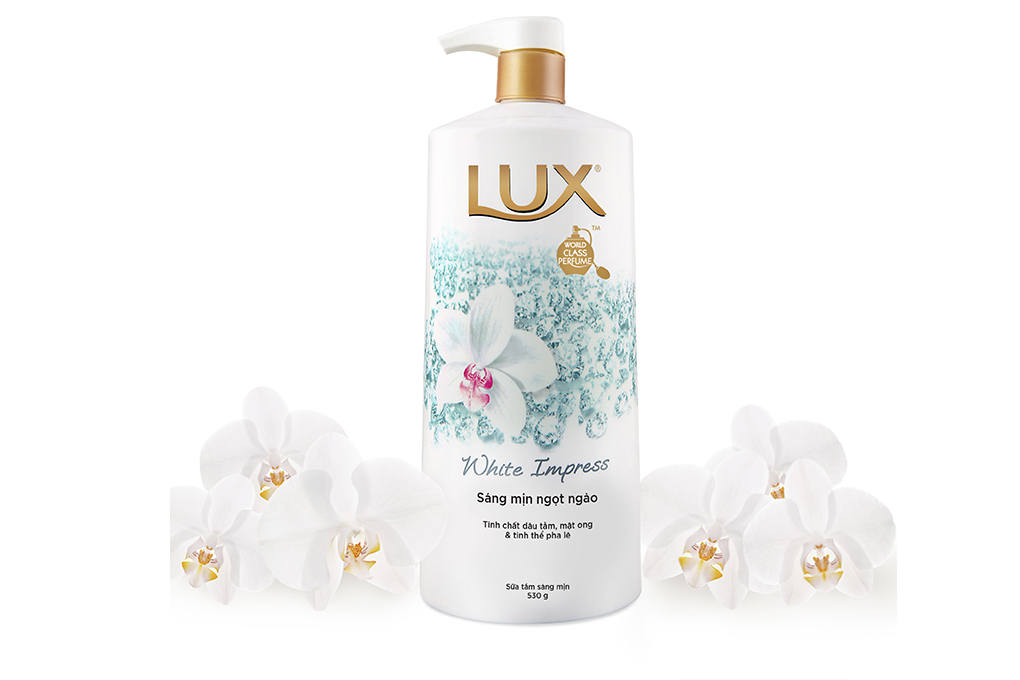 LUX®
TM
WORLD
CLASS
PERFUME
White Impress
Sáng mịn ngọt ngào
Tinh chất dâu tằm, mật ong
& tinh thể pha lê
Sữa tắm sáng mịn
530 g